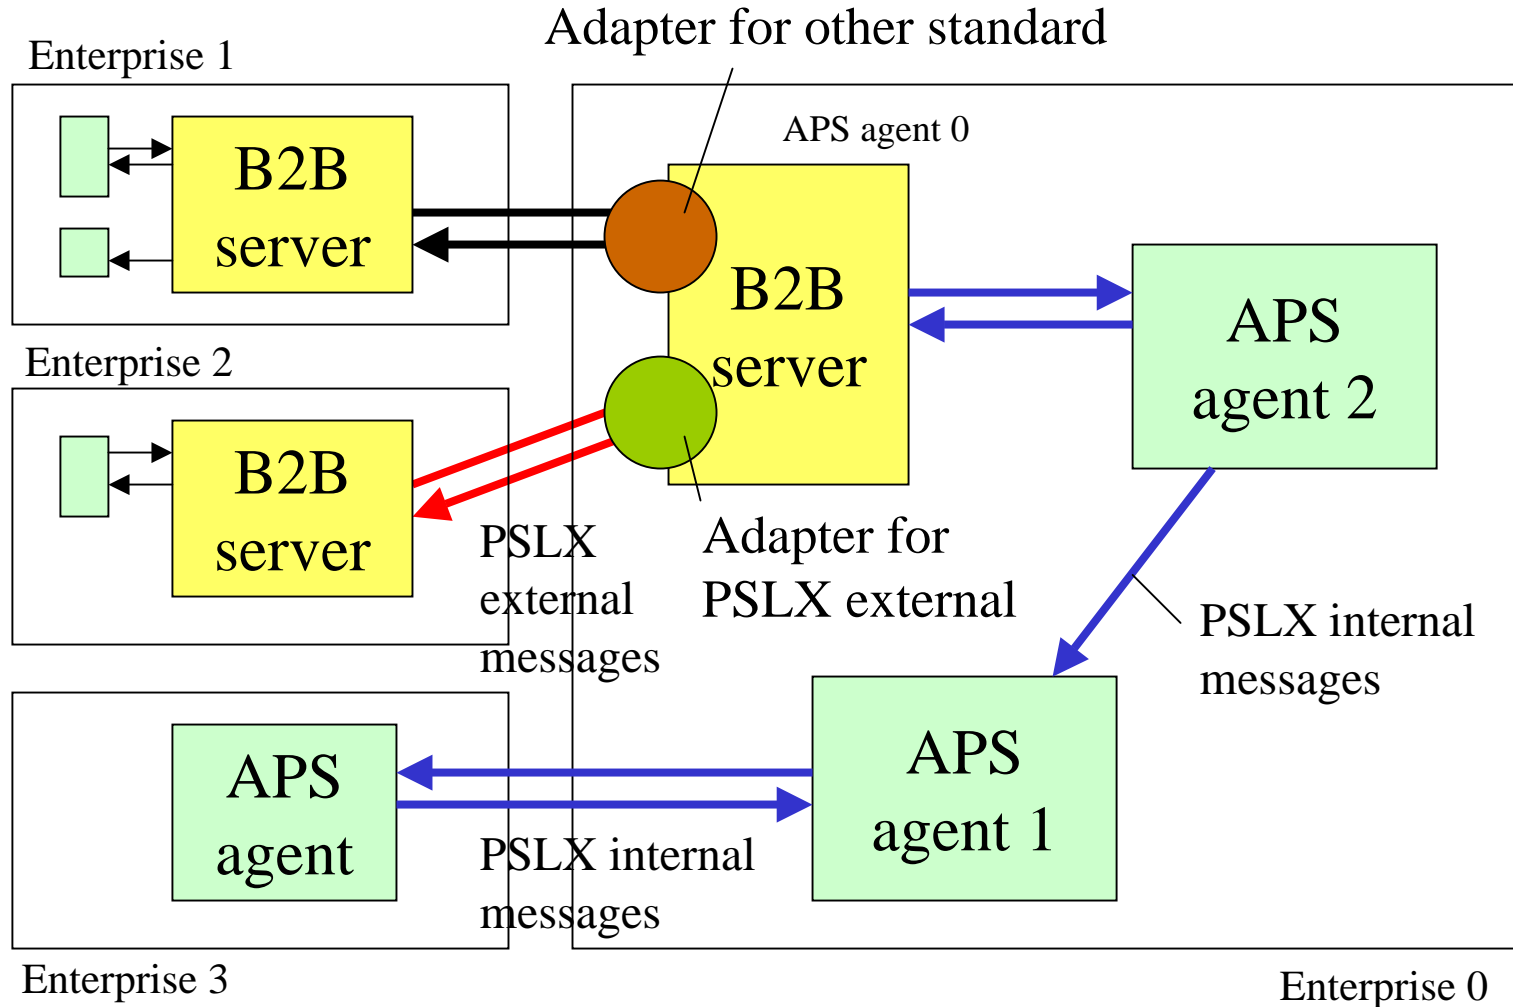 Adapter for other standard
Enterprise 1
APS agent 0
B2B
server
B2B
server
APS
agent 2
Enterprise 2
B2B
server
PSLX
external
messages
Adapter for
PSLX external
PSLX internal
messages
APS
agent
APS
agent 1
PSLX internal
messages
Enterprise 3
Enterprise 0